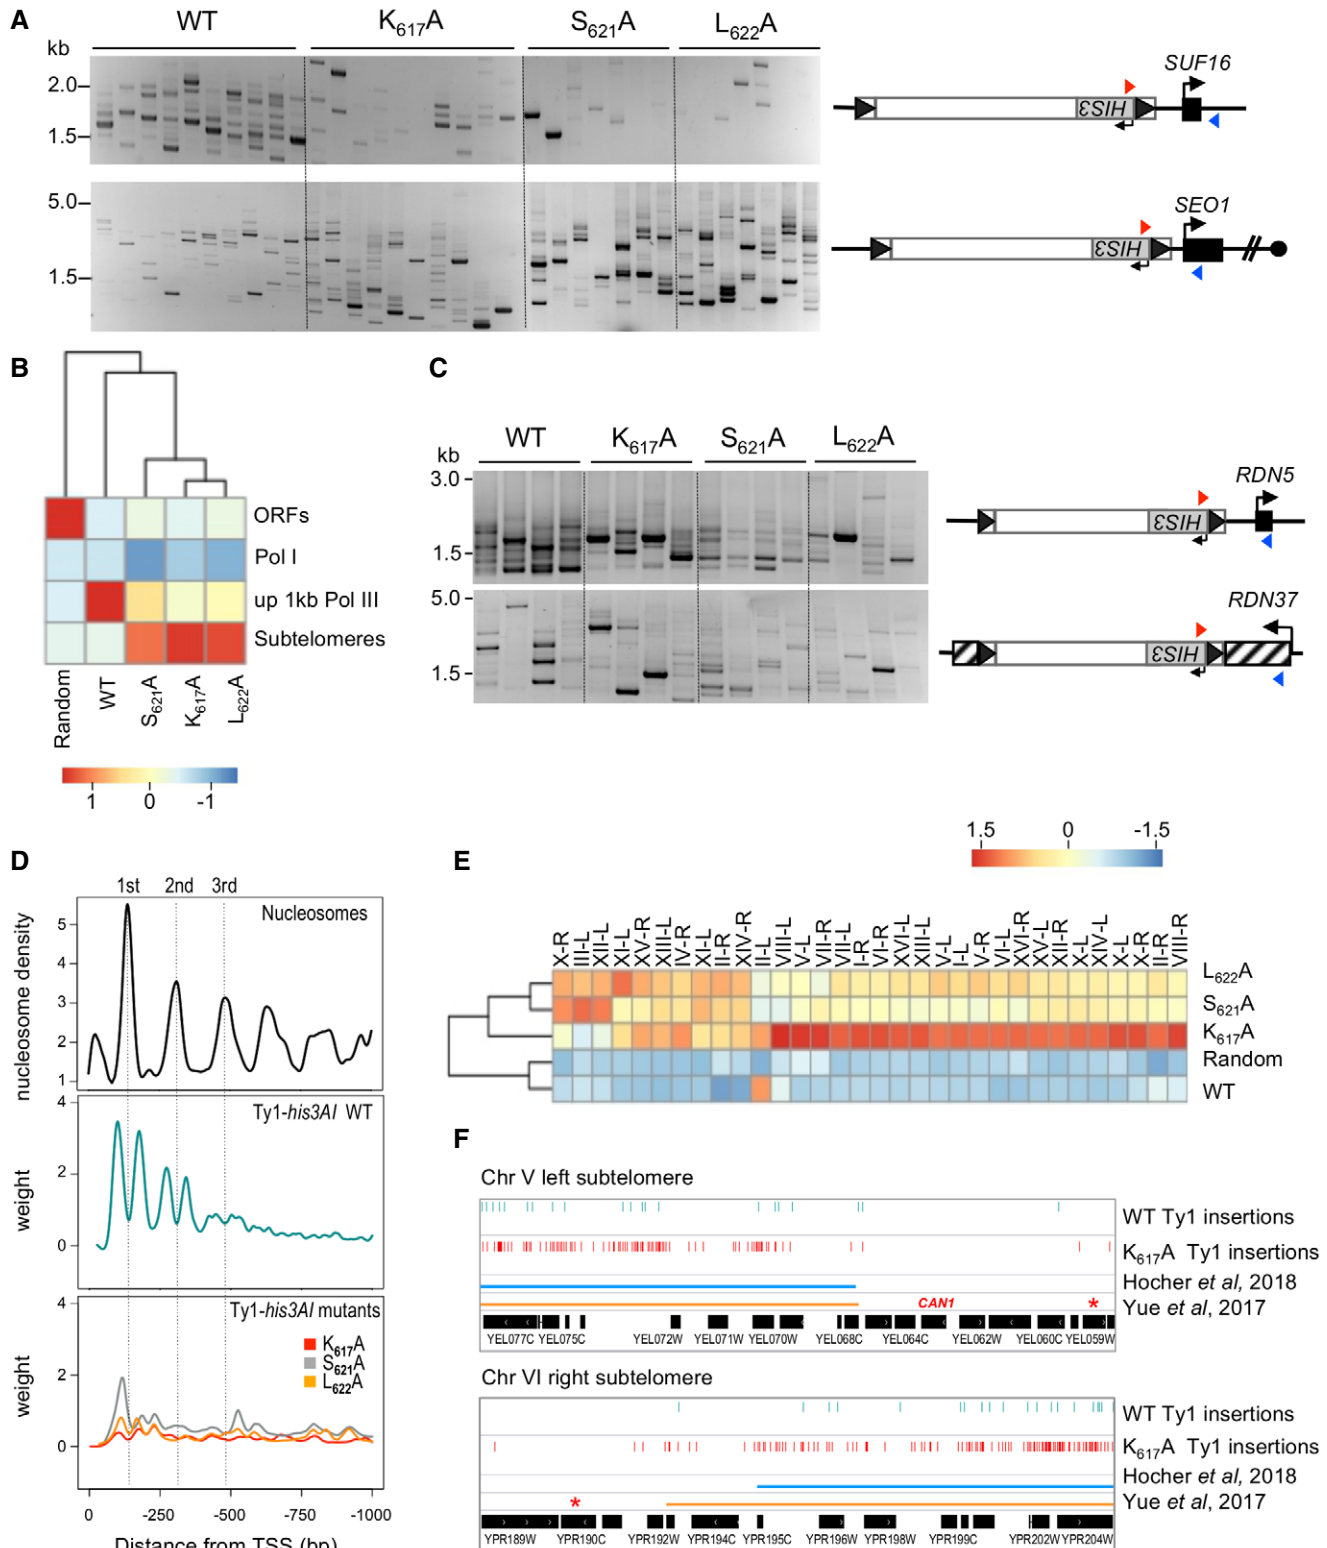 A
WT
K617A
S621A
L622A
kb
2.0
1.5
SUF16
HIS3
5.0
1.5
SEO1
HIS3
B
ORFs
Pol I
up 1kb Pol III
Subtelomeres
Random
WT
S621A
K617A
L622A
1 0 -1
C
WT
K617A
S621A
L622A
kb
3.0
1.5
RDN5
HIS3
5.0
1.5
RDN37
HIS3
D
1st 2nd 3rd
Nucleosomes
nucleosome density
5
4
3
2
1
Ty1-his3AI WT
weight
4
2
0
Ty1-his3AI mutants
K617A
S621A
L622A
weight
4
2
0
0 -250 -500 -750 -1000
Distance from TSS (bp)
E
1.5 0 -1.5
X-R III-L XII-L XI-L XV-R XIII-L IV-R XI-L II-R XIV-R II-L VIII-L V-L VII-R VII-L I-R VI-R XVI-L XIII-L V-L I-L V-R VI-L XVI-R XV-L XII-R X-L XIV-L X-L X-R II-R VIII-R
L622A
S621A
K617A
Random
WT
F
Chr V left subtelomere
WT Ty1 insertions
K617A Ty1 insertions
Hocher et al, 2018
CAN1 *
Yue et al, 2017
YEL077C YEL075C YEL072W YEL071W YEL070W YEL068C YEL064C YEL062W YEL060C YEL059W
Chr VI right subtelomere
WT Ty1 insertions
K617A Ty1 insertions
Hocher et al, 2018
*
Yue et al, 2017
YPR189W YPR190C YPR192W YPR194C YPR195C YPR196W YPR198W YPR199C YPR202W YPR204W